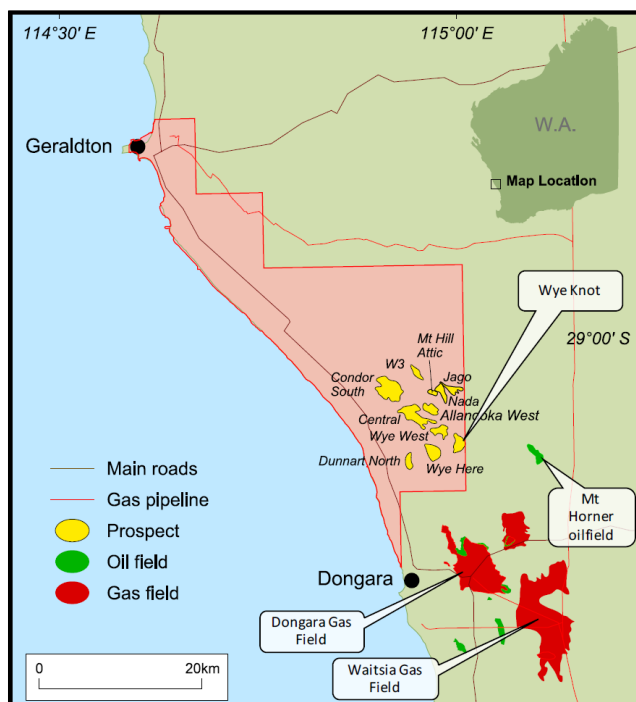 114°30' E
115°00' E
W.A.
Geraldton
Map Location
Wye Knot
29°00' S
Mt Hill
Attic
W3
Jago
Condor
South
Nada
Allanooka West
Central
Wye West
Dunnart North
Wye Here
Main roads
Gas pipeline
Prospect
Oil field
Gas field
Mt
Horner
oilfield
Dongara
Dongara Gas
Field
Waitsia Gas
Field
0
20km